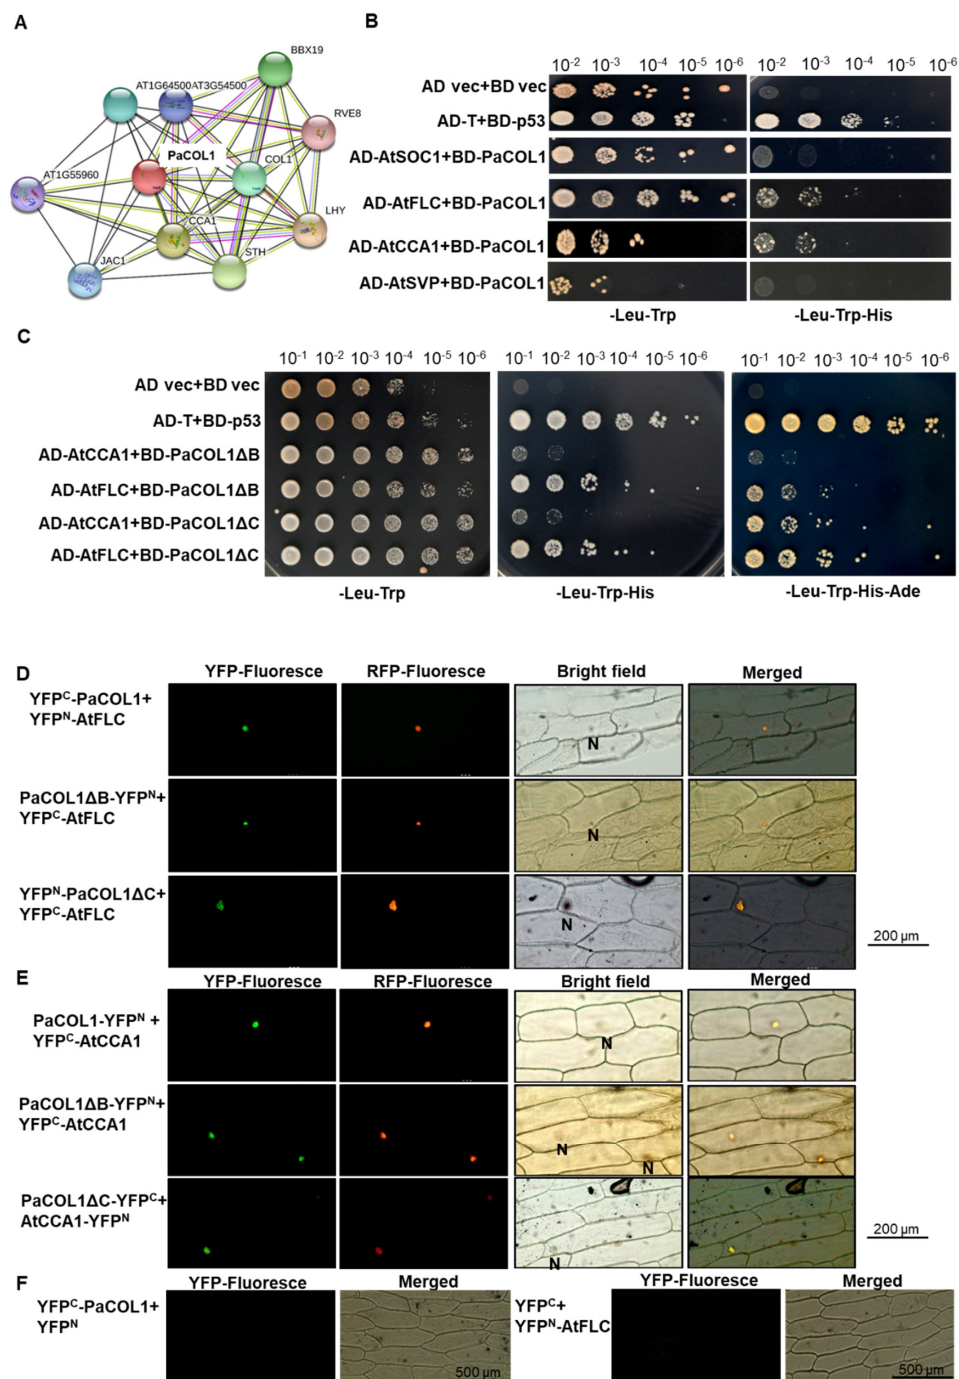 A
BBX19
AT1G64500AT3G54500
RVE8
PaCOL1
COL1
AT1G55960
CCA1
LHY
JAC1
STH
B
10-2 10-3 10-4 10-5 10-6 10-2 10-3 10-4 10-5 10-6
AD vec+BD vec
AD-T+BD-p53
AD-AtSOC1+BD-PaCOL1
AD-AtFLC+BD-PaCOL1
AD-AtCCA1+BD-PaCOL1
AD-AtSVP+BD-PaCOL1
-Leu-Trp -Leu-Trp-His
C
10-1 10-2 10-3 10-4 10-5 10-6 10-1 10-2 10-3 10-4 10-5 10-6 10-1 10-2 10-3 10-4 10-5 10-6
AD vec+BD vec
AD-T+BD-p53
AD-AtCCA1+BD-PaCOL1ΔB
AD-AtFLC+BD-PaCOL1ΔB
AD-AtCCA1+BD-PaCOL1ΔC
AD-AtFLC+BD-PaCOL1ΔC
-Leu-Trp -Leu-Trp-His -Leu-Trp-His-Ade
D
YFP-Fluoresce RFP-Fluoresce Bright field Merged
YFPC-PaCOL1+
YFPN-AtFLC
N
PaCOL1ΔB-YFPN+
YFPC-AtFLC
N
YFPN-PaCOL1ΔC+
YFPC-AtFLC
N
200 μm
E
YFP-Fluoresce RFP-Fluoresce Bright field Merged
PaCOL1-YFPN +
YFPC-AtCCA1
N
PaCOL1ΔB-YFPN+
YFPC-AtCCA1
N
N
PaCOL1ΔC-YFPC+
AtCCA1-YFPN
N
200 μm
F
YFP-Fluoresce Merged YFP-Fluoresce Merged
YFPC-PaCOL1+
YFPN
500 μm
YFPC+
YFPN-AtFLC
500 μm